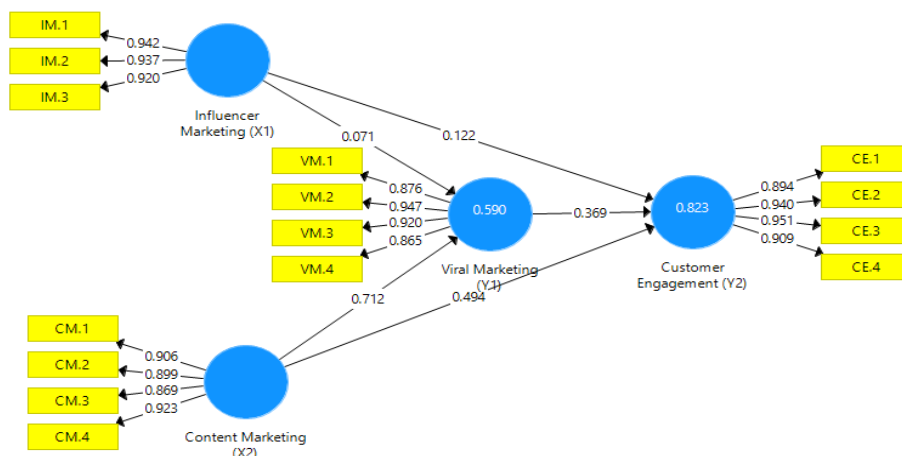 IM.1
0.942
IM.2
0.937
IM.3
0.920
Influencer
Marketing (X1)
0.071
0.122
VM.1
0.876
VM.2
0.947
VM.3
0.920
VM.4
0.865
0.590
Viral Marketing
(Y1)
0.369
0.823
Customer
Engagement (Y2)
CE.1
0.894
CE.2
0.940
CE.3
0.951
CE.4
0.909
0.712
0.494
CM.1
0.906
CM.2
0.899
CM.3
0.869
CM.4
0.923
Content Marketing
(X2)